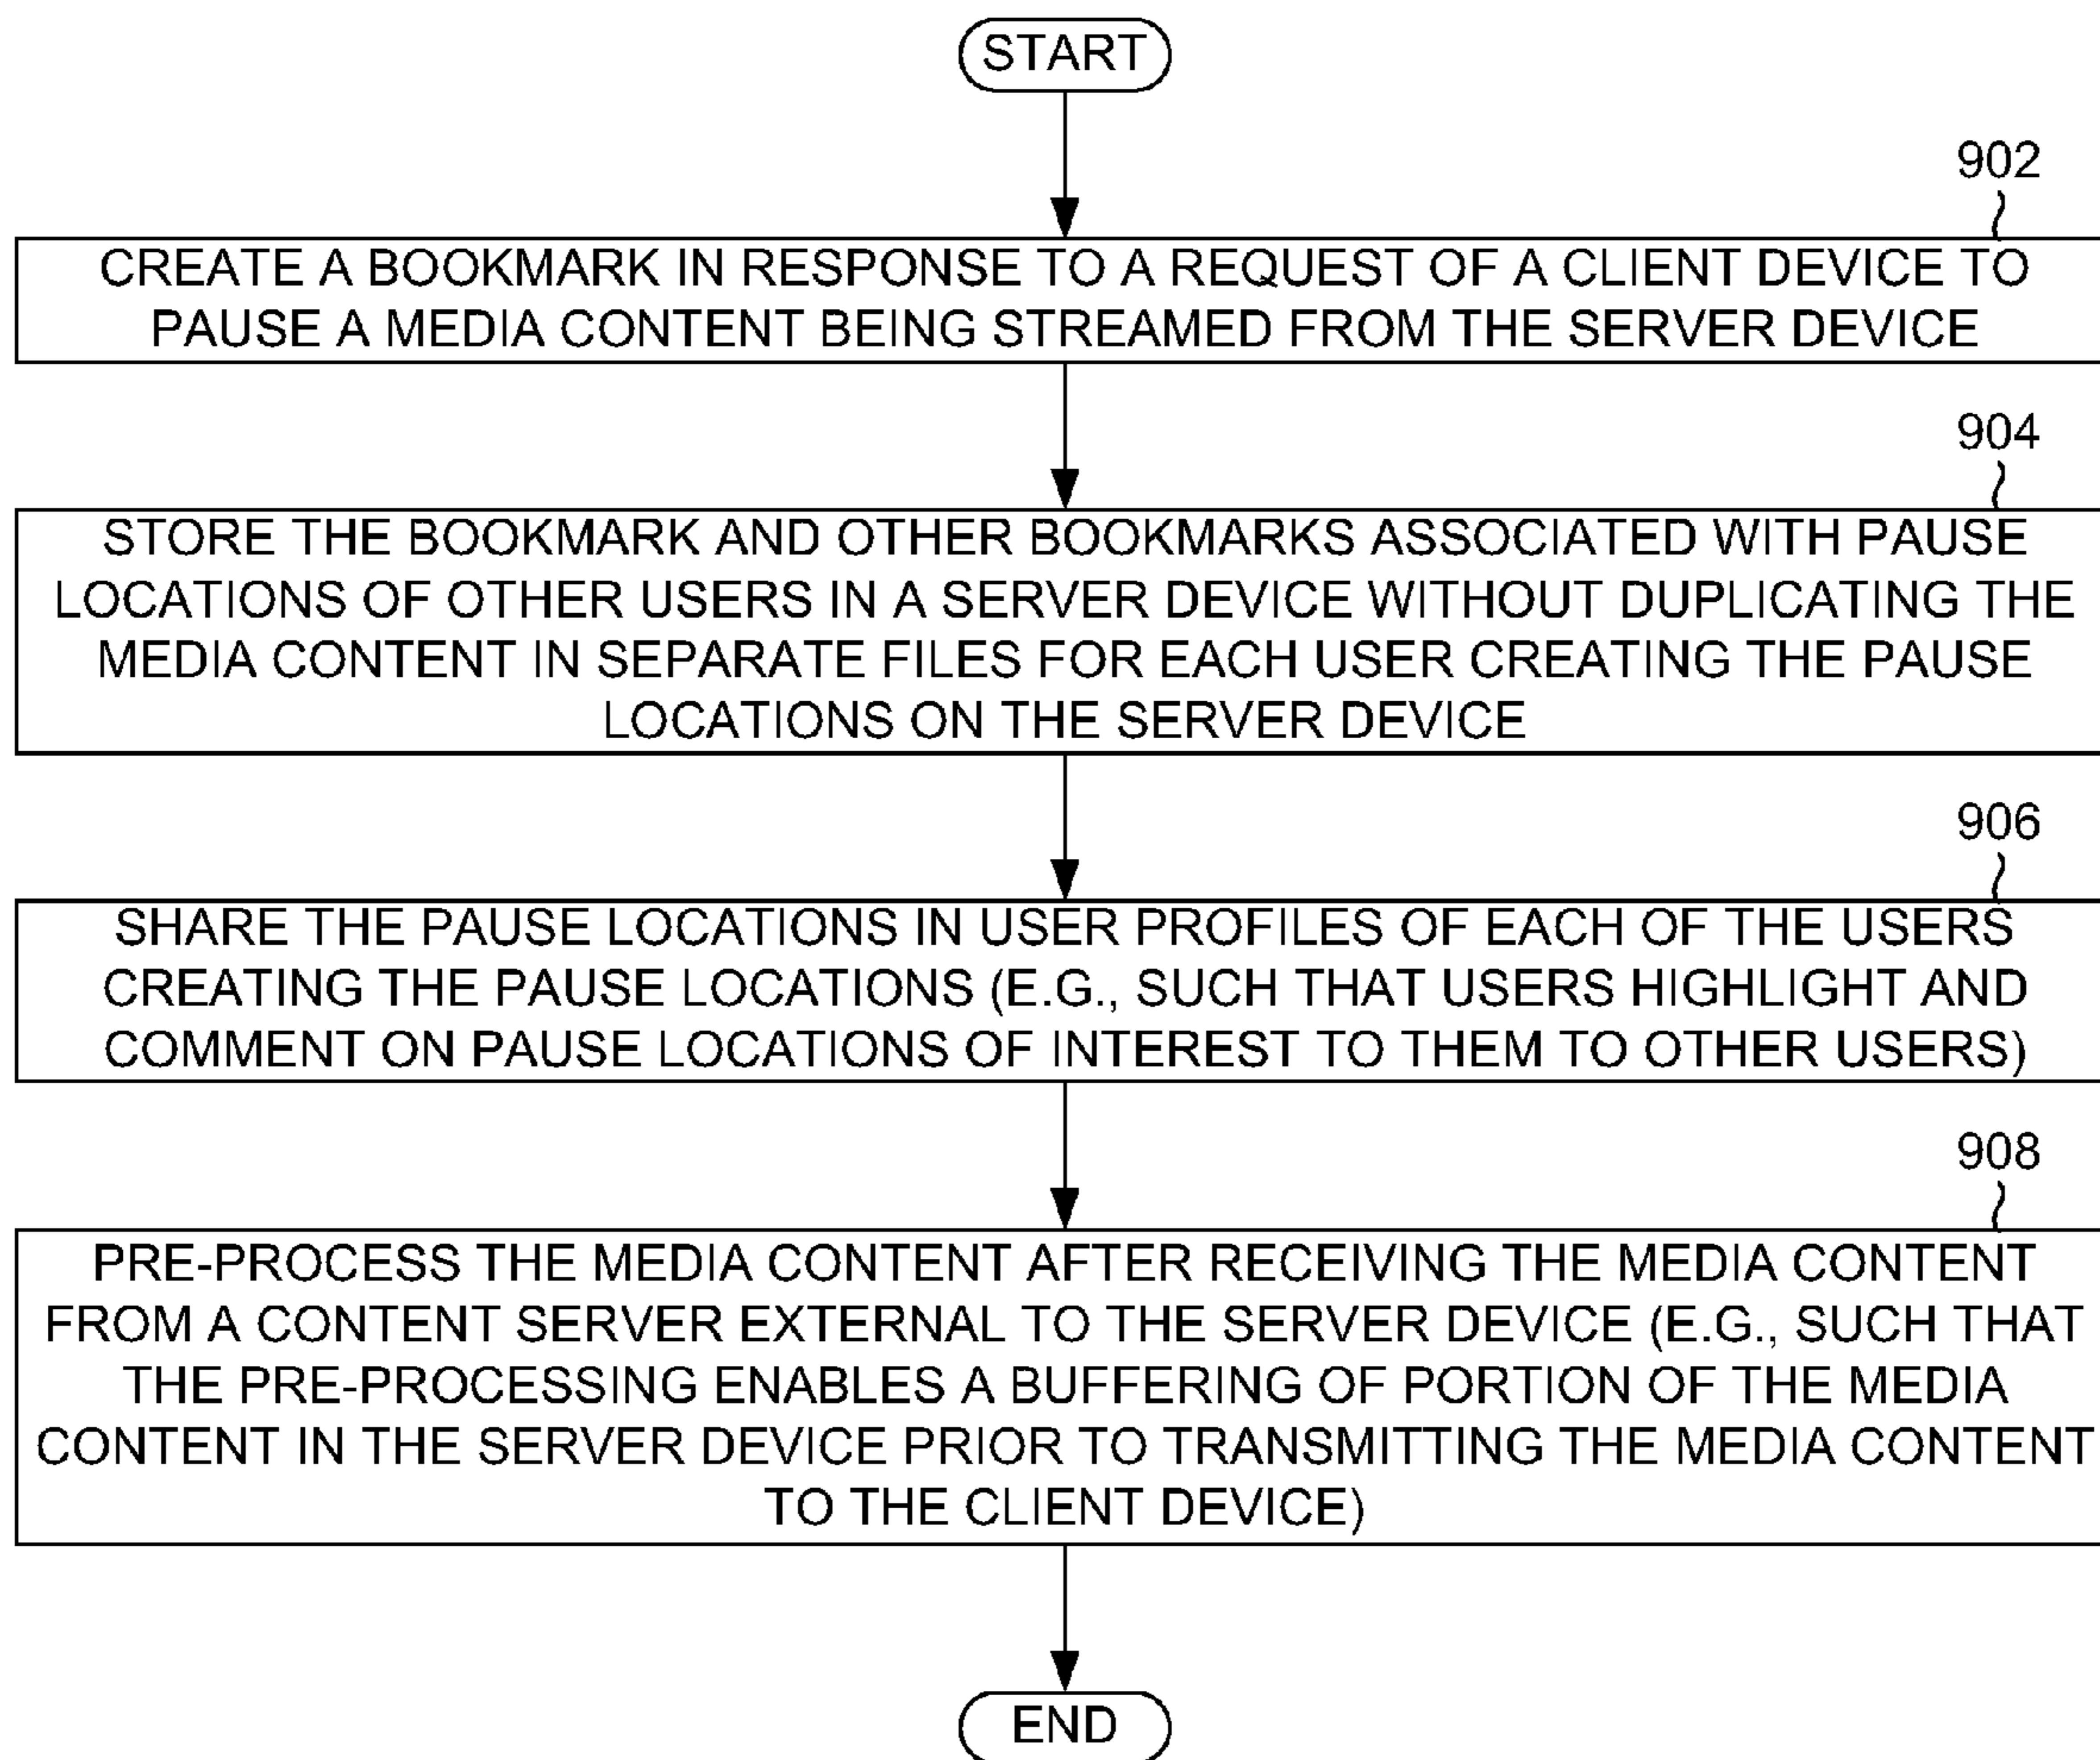 START
902
CREATE A BOOKMARK IN RESPONSE TO A REQUEST OF A CLIENT DEVICE TO
PAUSE A MEDIA CONTENT BEING STREAMED FROM THE SERVER DEVICE
904
STORE THE BOOKMARK AND OTHER BOOKMARKS ASSOCIATED WITH PAUSE
LOCATIONS OF OTHER USERS IN A SERVER DEVICE WITHOUT DUPLICATING THE
MEDIA CONTENT IN SEPARATE FILES FOR EACH USER CREATING THE PAUSE
LOCATIONS ON THE SERVER DEVICE
906
SHARE THE PAUSE LOCATIONS IN USER PROFILES OF EACH OF THE USERS
CREATING THE PAUSE LOCATIONS (E.G., SUCH THAT USERS HIGHLIGHT AND
COMMENT ON PAUSE LOCATIONS OF INTEREST TO THEM TO OTHER USERS)
908
PRE-PROCESS THE MEDIA CONTENT AFTER RECEIVING THE MEDIA CONTENT
FROM A CONTENT SERVER EXTERNAL TO THE SERVER DEVICE (E.G., SUCH THAT
THE PRE-PROCESSING ENABLES A BUFFERING OF PORTION OF THE MEDIA
CONTENT IN THE SERVER DEVICE PRIOR TO TRANSMITTING THE MEDIA CONTENT
TO THE CLIENT DEVICE)
END